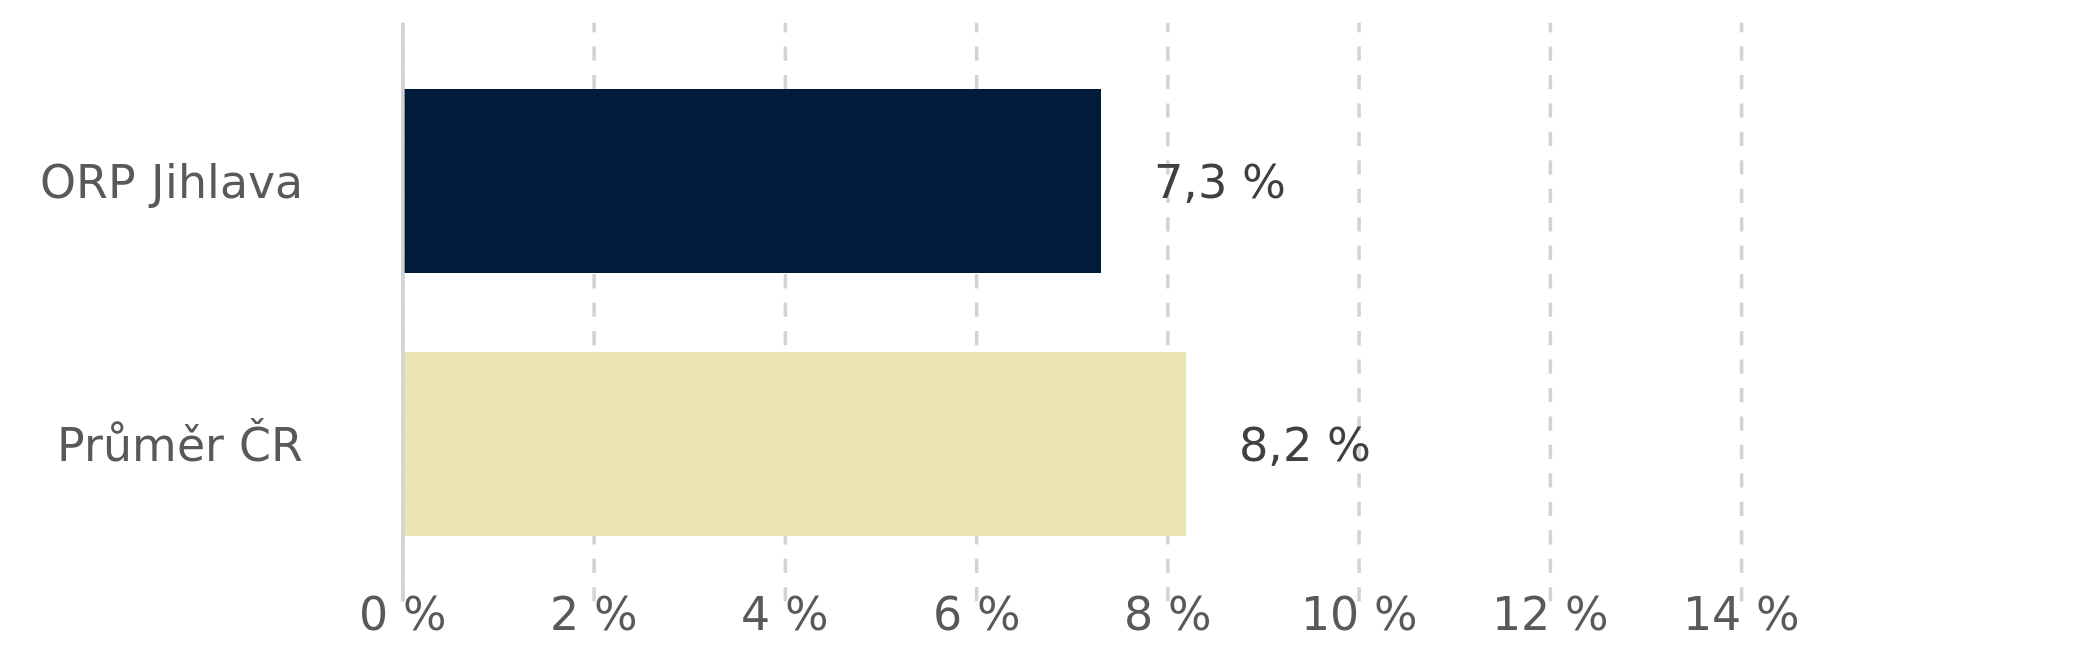 ORP Jihlava
7,3 %
Průměr ČR
8,2 %
0 % 2 % 4 % 6 % 8 % 10 % 12 % 14 %